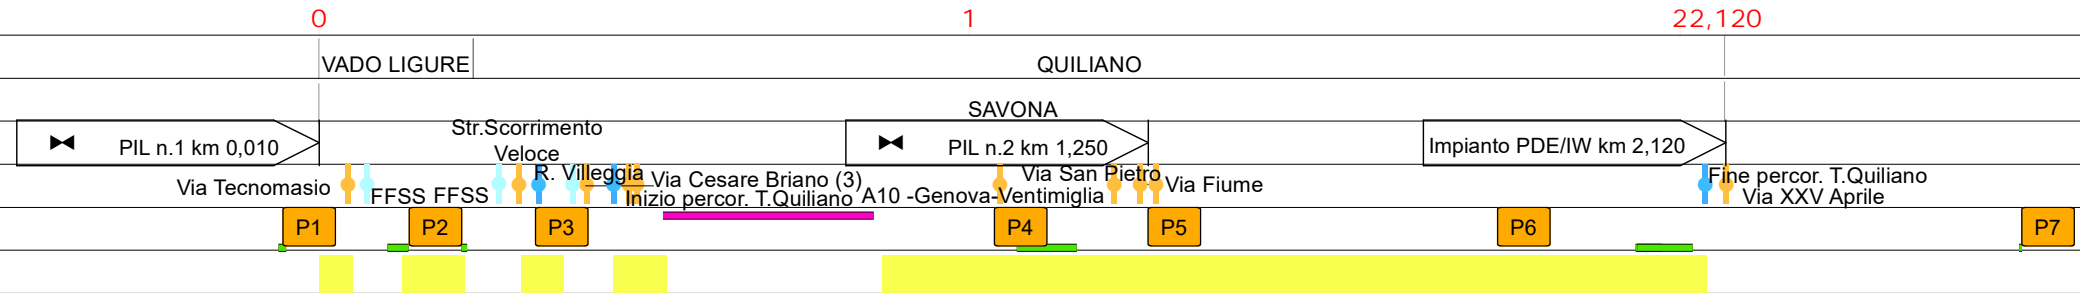 0 1 22,120
VADO LIGURE QUILIANO
SAVONA
PIL n.1 km 0,010 PIL n.2 km 1,250 Impianto PDE/IW km 2,120
Str.Scorrimento
Veloce
R. Villeggia Via San Pietro Fine percor. T.Quiliano
Via Tecnomasio Via Cesare Briano (3) Via Fiume
FFSS FFSS Inizio percor. T.Quiliano A10 -Genova-Ventimiglia Via XXV Aprile
P1 P2 P3 P4 P5 P6 P7